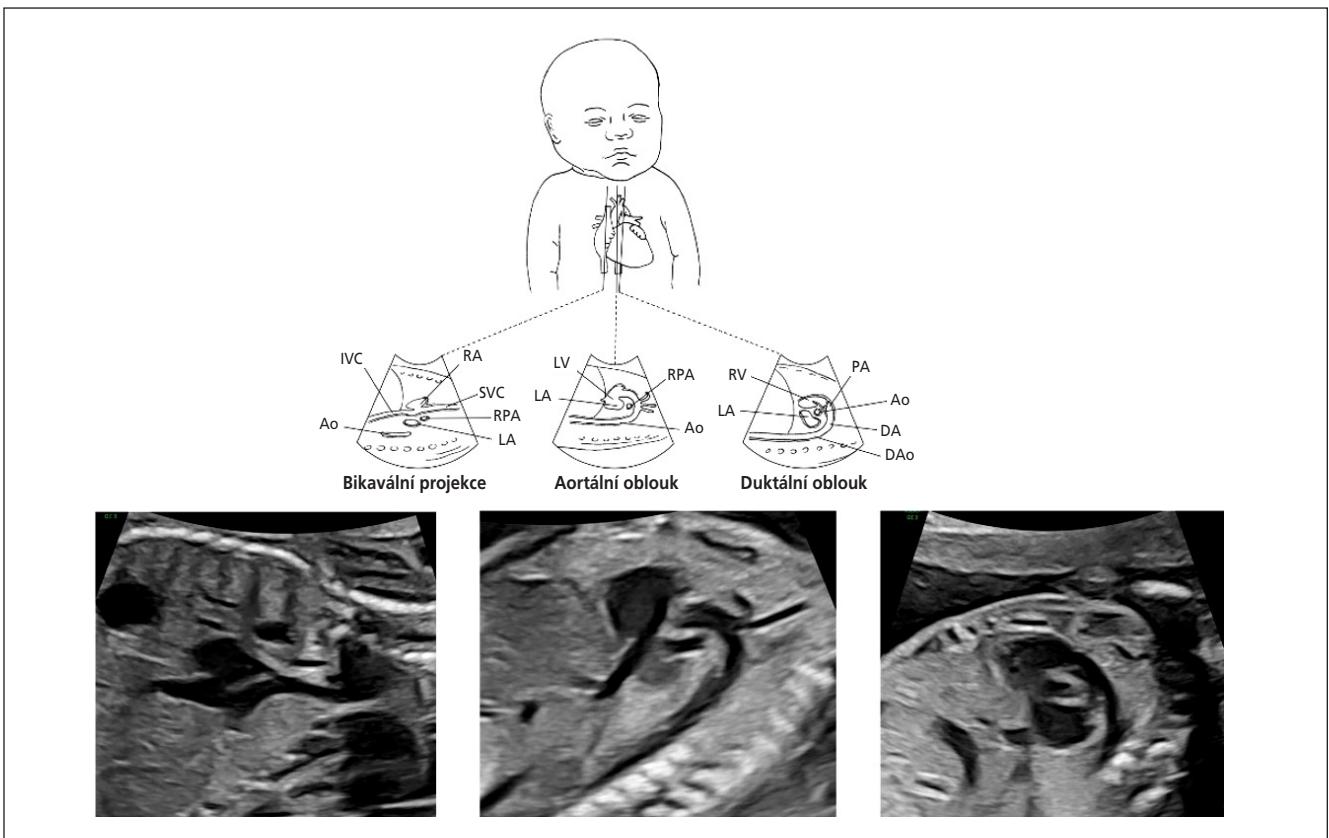 IVC
RA
SVC
RPA
LA
Ao
Bikavální projekce
LV
LA
RPA
Ao
Aortální oblouk
RV
LA
PA
Ao
DA
DAo
Duktální oblouk